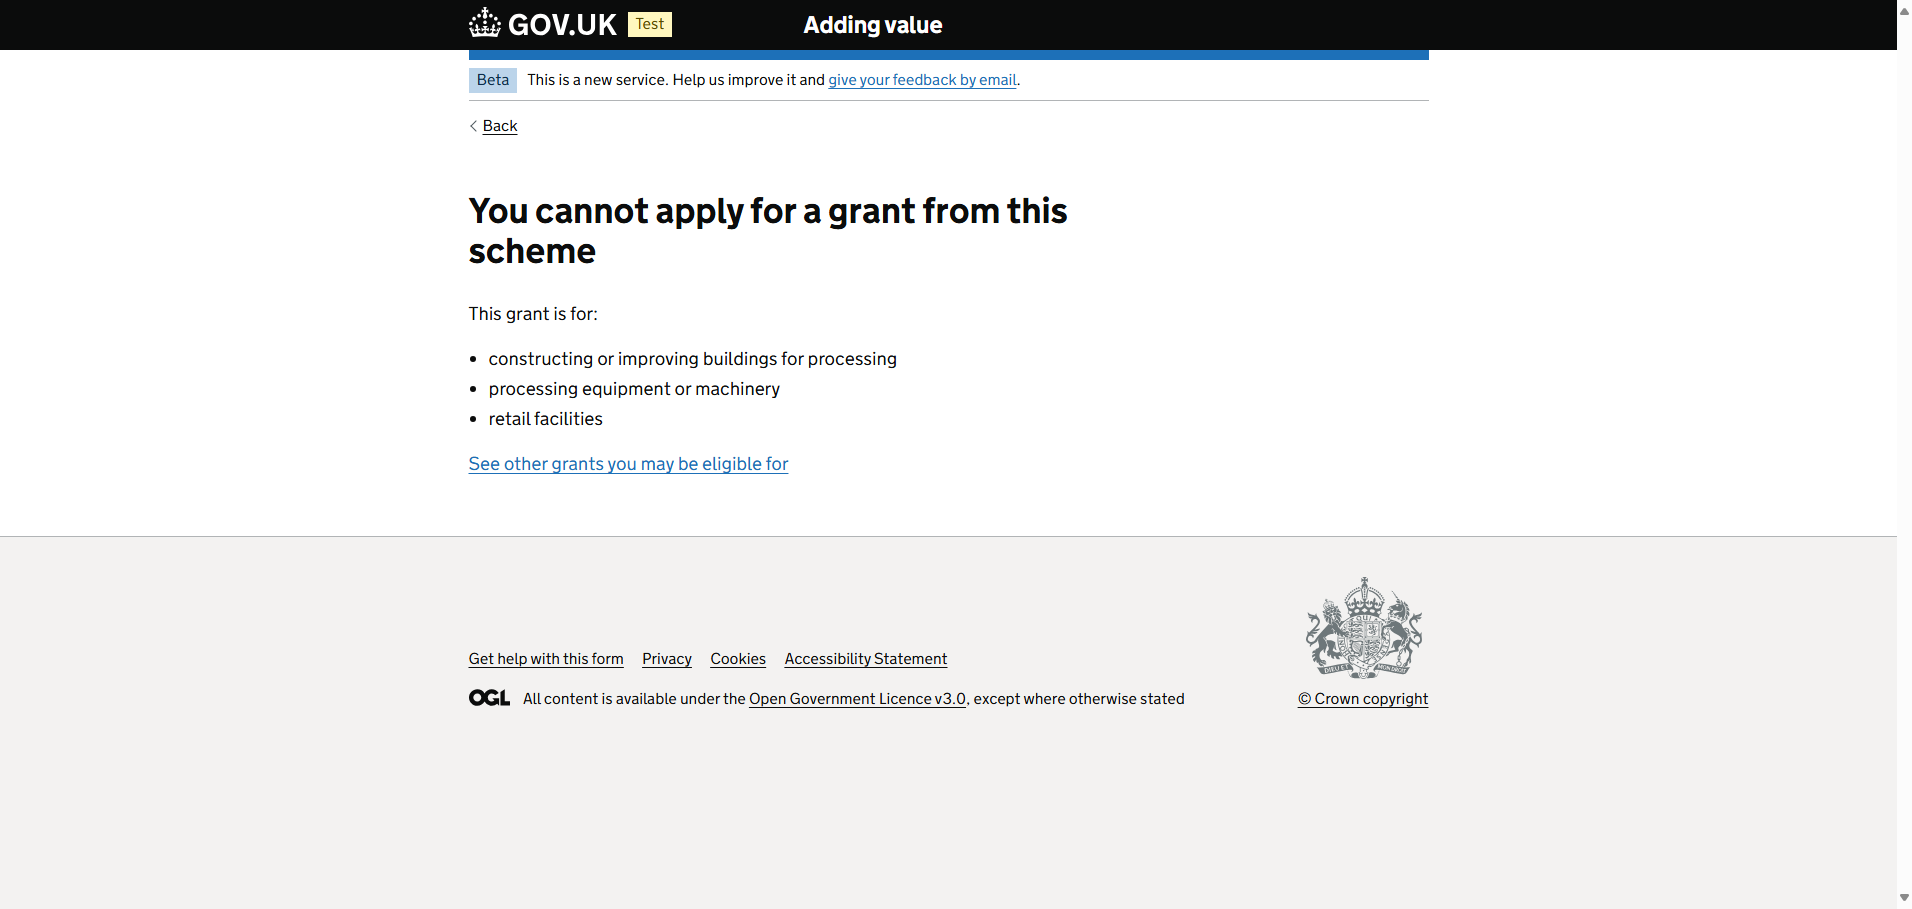 GOV.UK Test Adding value
Beta This is a new service. Help us improve it and give your feedback by email.
Back
You cannot apply for a grant from this
scheme
This grant is for:
constructing or improving buildings for processing
processing equipment or machinery
retail facilities
See other grants you may be eligible for
Get help with this form Privacy Cookies Accessibility Statement
OGL All content is available under the Open Government Licence v3.0, except where otherwise stated
© Crown copyright